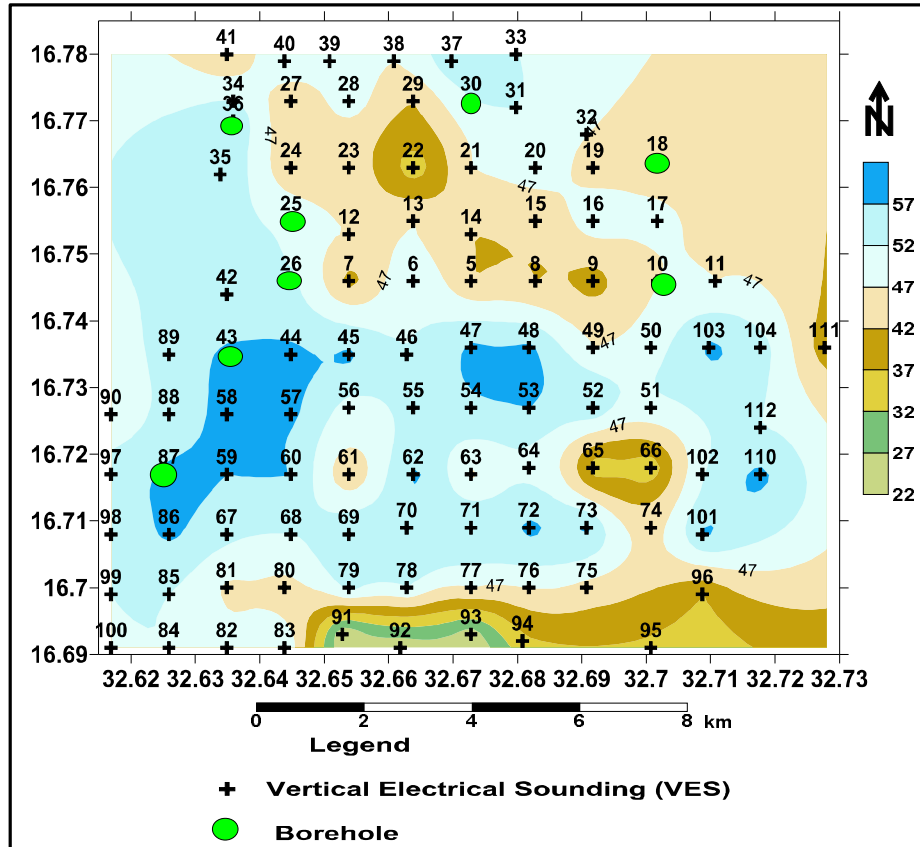 41 40 39 38 37 33
16.78
34 27 28 29 30 31
57
36 32
16.77
47 47
52
35 24 23 22 21 20 19 18
16.76
47
47
25 12 13 14 15 16 17
16.75
42
26 7 6 5 8 9 10 11
42 47 47
37
16.74
89 43 44 45 46 47 48 49 50 103 104 111
47
32
16.73
90 88 58 57 56 55 54 53 52 51 112
47
27
16.72
97 87 59 60 61 62 63 64 65 66 102 110
22
16.71
98 86 67 68 69 70 71 72 73 74 101
16.7
99 85 81 80 79 78 77 76 75 96
47 47
100 84 82 83 91 92 93 94 95
16.69
32.62 32.63 32.64 32.65 32.66 32.67 32.68 32.69 32.7 32.71 32.72 32.73
0 2 4 6 8 km
Legend
Vertical Electrical Sounding (VES)
Borehole
N